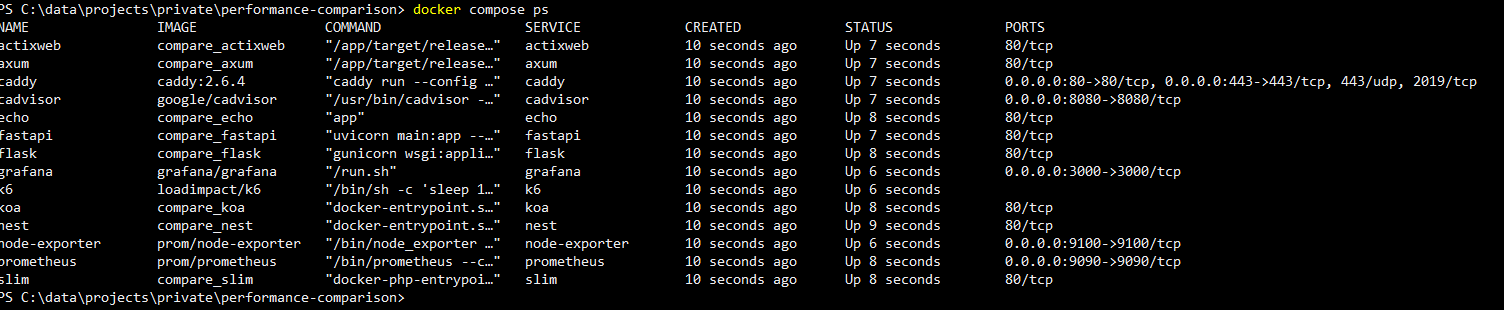 PS C:\data\projects\private\performance-comparison> docker compose ps
NAME IMAGE COMMAND SERVICE CREATED STATUS PORTS
actixweb compare_actixweb "/app/target/release…" actixweb 10 seconds ago Up 7 seconds 80/tcp
axum compare_axum "/app/target/release…" axum 10 seconds ago Up 7 seconds 80/tcp
caddy caddy:2.6.4 "caddy run --config …" caddy 10 seconds ago Up 7 seconds 0.0.0.0:80->80/tcp, 0.0.0.0:443->443/tcp, 443/udp, 2019/tcp
cadvisor google/cadvisor "/usr/bin/cadvisor -…" cadvisor 10 seconds ago Up 7 seconds 0.0.0.0:8080->8080/tcp
echo compare_echo "app" echo 10 seconds ago Up 8 seconds 80/tcp
fastapi compare_fastapi "uvicorn main:app --…" fastapi 10 seconds ago Up 7 seconds 80/tcp
flask compare_flask "gunicorn wsgi:appli…" flask 10 seconds ago Up 8 seconds 80/tcp
grafana grafana/grafana "/run.sh" grafana 10 seconds ago Up 6 seconds 0.0.0.0:3000->3000/tcp
k6 loadimpact/k6 "/bin/sh -c 'sleep 1…" k6 10 seconds ago Up 6 seconds
koa compare_koa "docker-entrypoint.s…" koa 10 seconds ago Up 8 seconds 80/tcp
nest compare_nest "docker-entrypoint.s…" nest 10 seconds ago Up 9 seconds 80/tcp
node-exporter prom/node-exporter "/bin/node_exporter …" node-exporter 10 seconds ago Up 6 seconds 0.0.0.0:9100->9100/tcp
prometheus prom/prometheus "/bin/prometheus --c…" prometheus 10 seconds ago Up 8 seconds 0.0.0.0:9090->9090/tcp
slim compare_slim "docker-php-entrypoi…" slim 10 seconds ago Up 8 seconds 80/tcp
PS C:\data\projects\private\performance-comparison>